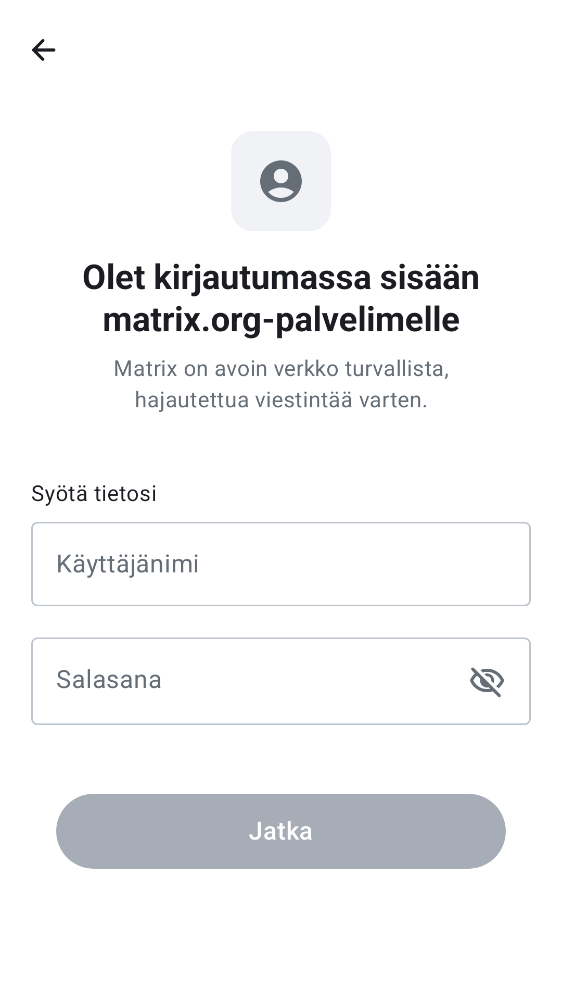 Olet kirjautumassa sisään
matrix.org-palvelimelle
Matrix on avoin verkko turvallista,
hajautettua viestintää varten.
Syötä tietosi
Käyttäjänimi
Salasana
Jatka